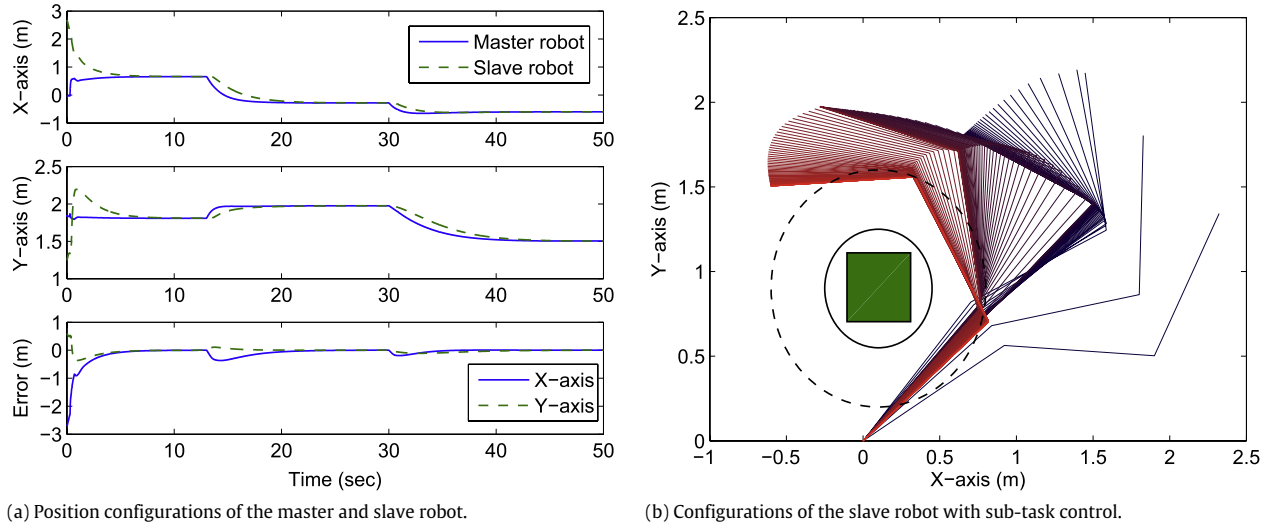 3
2
1
0
−1
X−axis (m)
Master robot
Slave robot
0 10 20 30 40 50
2.5
2
1.5
1
Y−axis (m)
0 10 20 30 40 50
1
0
−1
−2
−3
Error (m)
X−axis
Y−axis
0 10 20 30 40 50
Time (sec)
(a) Position configurations of the master and slave robot.
2.5
2
1.5
1
0.5
0
Y−axis (m)
−1 −0.5 0 0.5 1 1.5 2 2.5
X−axis (m)
(b) Configurations of the slave robot with sub-task control.